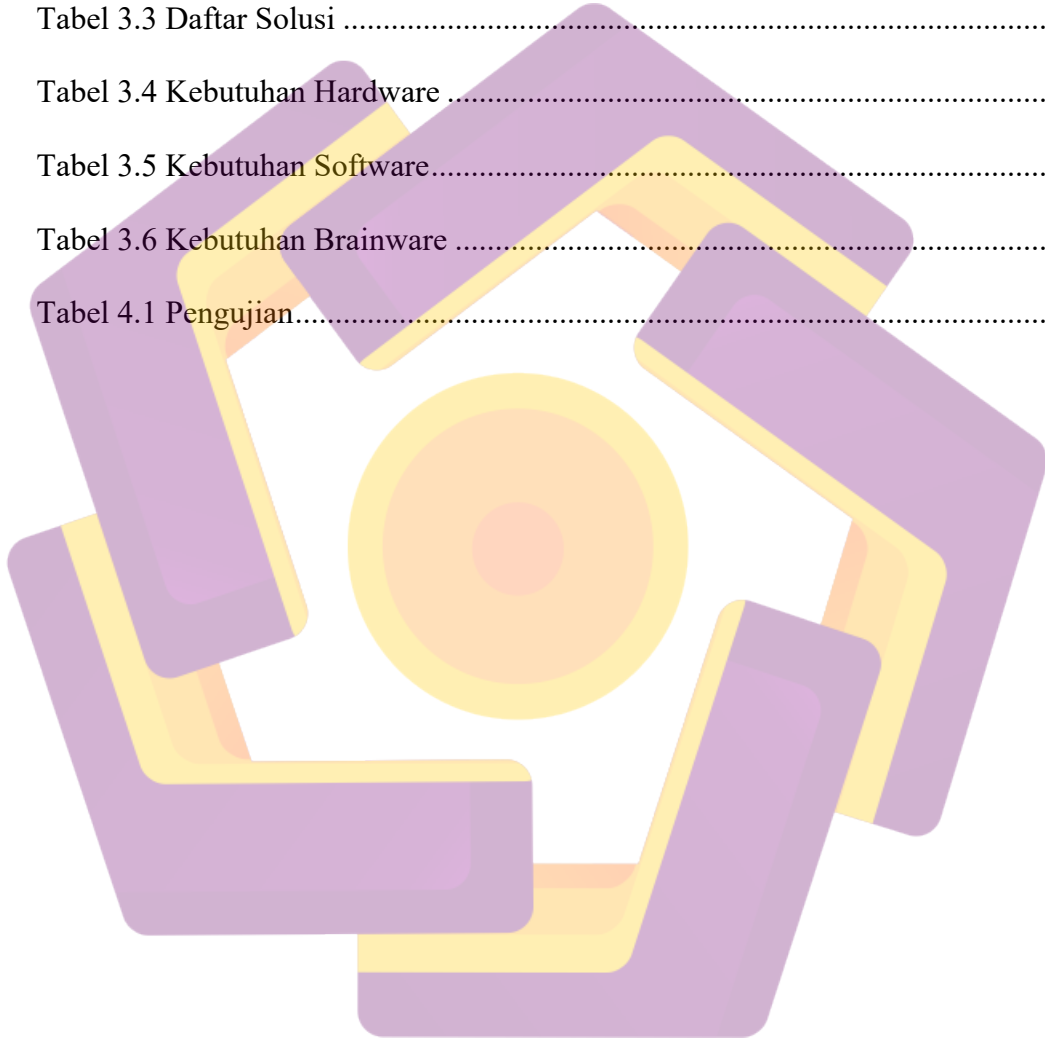 Tabel 3.3 Daftar Solusi ..........................................................................................
Tabel 3.4 Kebutuhan Hardware ............................................................................
Tabel 3.5 Kebutuhan Software..............................................................................
Tabel 3.6 Kebutuhan Brainware ...........................................................................
Tabel 4.1 Pengujian................................................................................................